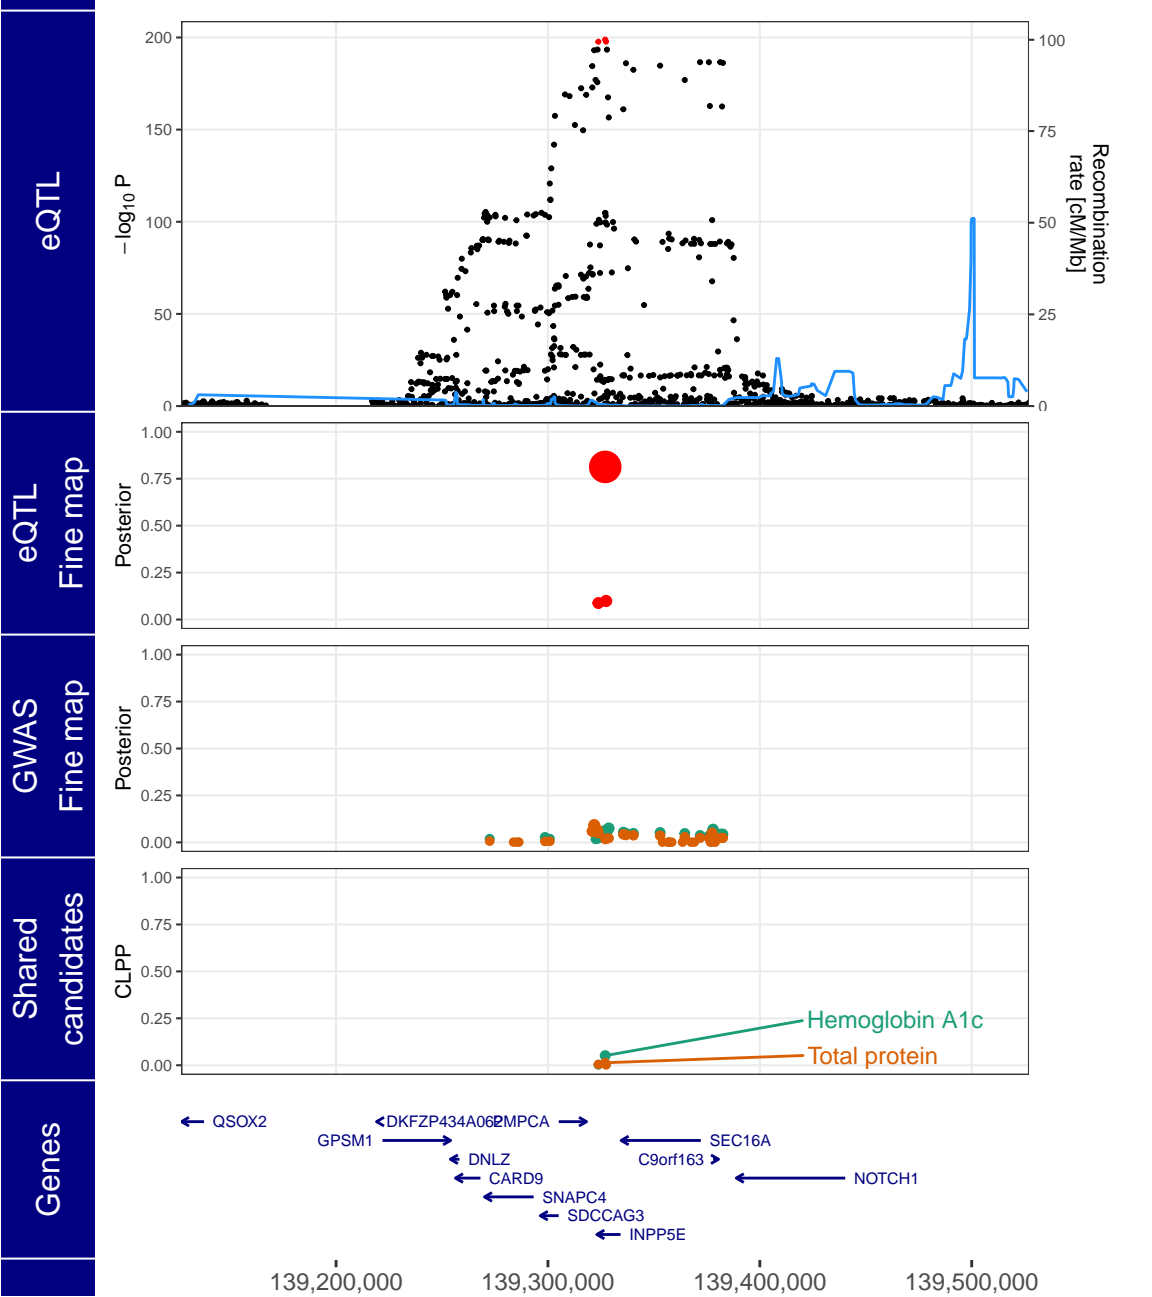 eQTL
− log10 P
200
150
100
50
0
100
75
50
25
0
Recombination
rate [cM/Mb]
eQTL
Fine map
Posterior
1.00
0.75
0.50
0.25
0.00
GWAS
Fine map
Posterior
1.00
0.75
0.50
0.25
0.00
Shared
candidates
CLPP
1.00
0.75
0.50
0.25
0.00
Hemoglobin A1c
Total protein
Genes
QSOX2
DKFZP434A062
PMPCA
GPSM1
SEC16A
DNLZ
C9orf163
CARD9
NOTCH1
SNAPC4
SDCCAG3
INPP5E
139,200,000
139,300,000
139,400,000
139,500,000